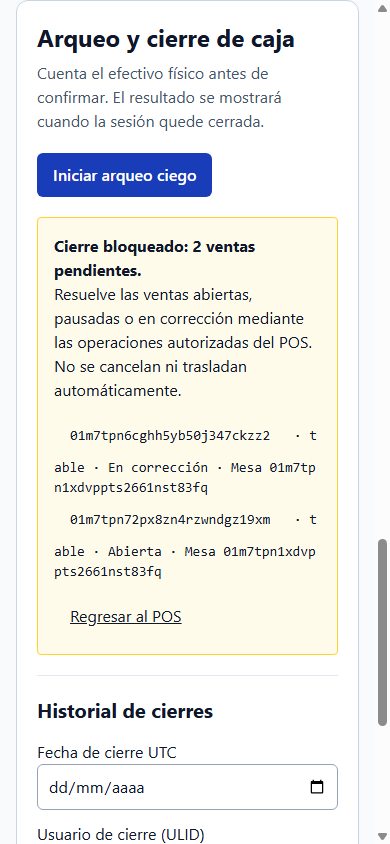 Arqueo y cierre de caja
Cuenta el efectivo físico antes de
confirmar. El resultado se mostrará
cuando la sesión quede cerrada.
Iniciar arqueo ciego
Cierre bloqueado: 2 ventas
pendientes.
Resuelve las ventas abiertas,
pausadas o en corrección mediante
las operaciones autorizadas del POS.
No se cancelan ni trasladan
automáticamente.
01m7tpn6cghh5yb50j347ckzz2 · t
able · En corrección · Mesa 01m7tp
n1xdvppts2661nst83fq
01m7tpn72px8zn4rzwndgz19xm · t
able · Abierta · Mesa 01m7tpn1xdvp
pts2661nst83fq
Regresar al POS
Historial de cierres
Fecha de cierre UTC
dd/mm/aaaa
Usuario de cierre (ULID)